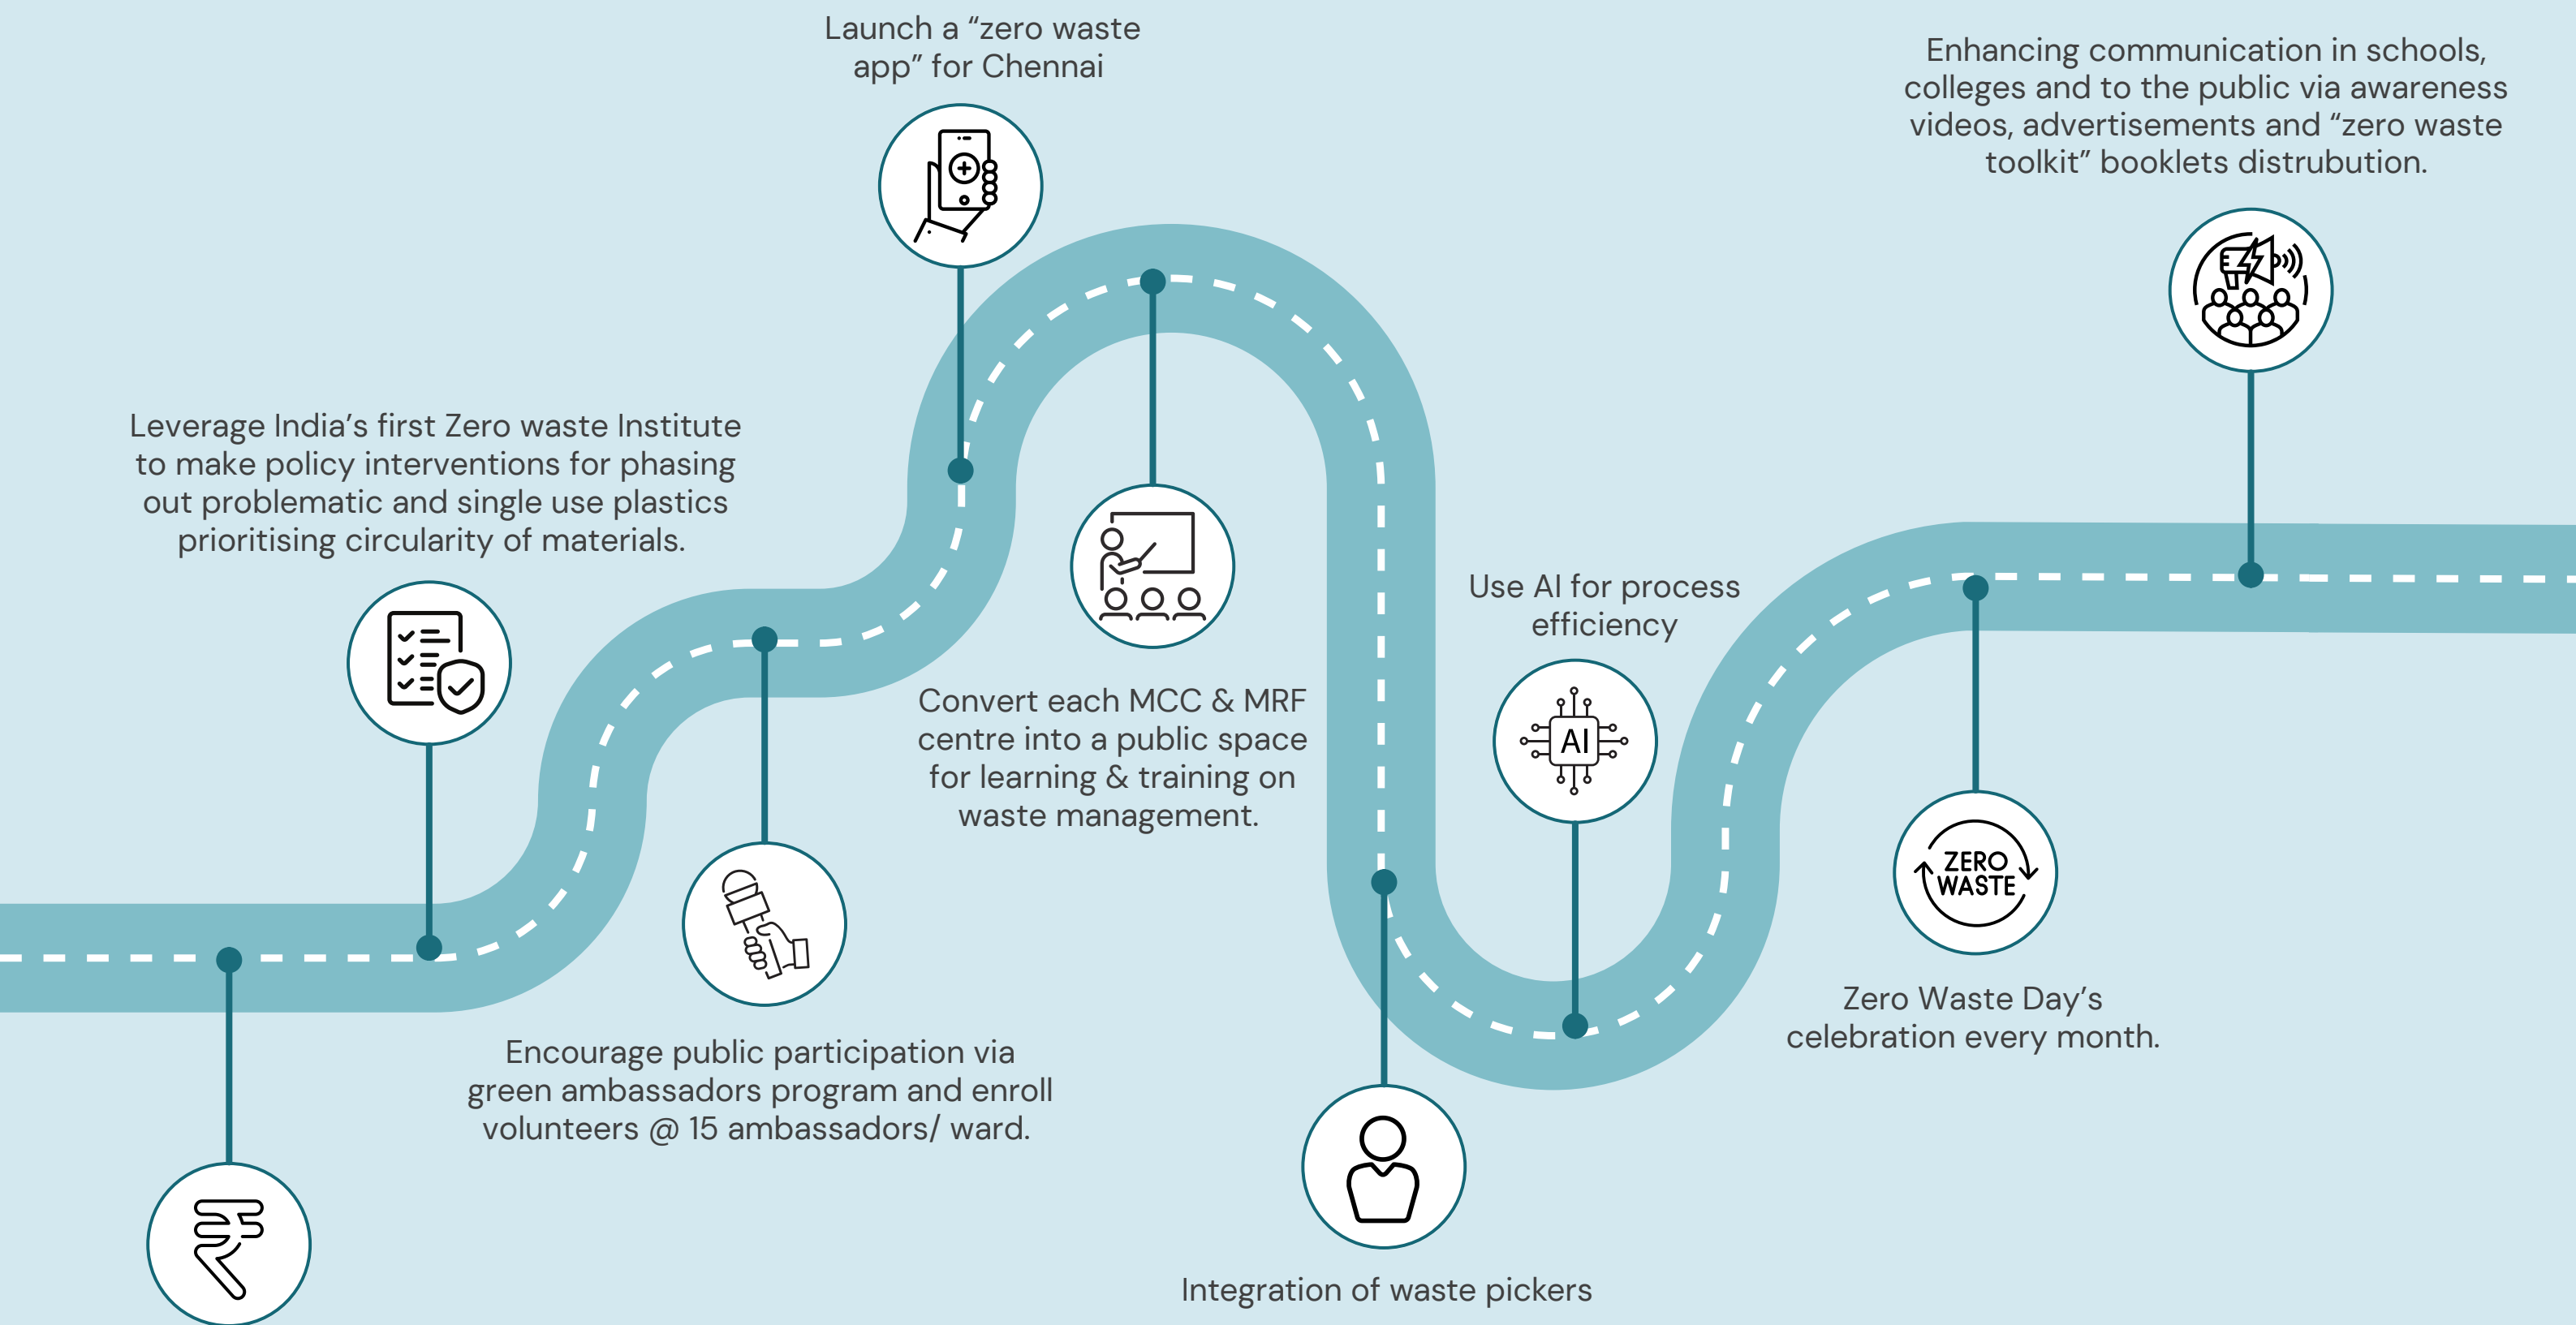 Launch a “zero waste
app” for Chennai
Enhancing communication in schools,
colleges and to the public via awareness
videos, advertisements and “zero waste
toolkit” booklets distrubution.
Leverage India’s first Zero waste Institute
to make policy interventions for phasing
out problematic and single use plastics
prioritising circularity of materials.
Use AI for process
efficiency
AI
Convert each MCC & MRF
centre into a public space
for learning & training on
waste management.
ZERO
WASTE
Zero Waste Day’s
celebration every month.
Encourage public participation via
green ambassadors program and enroll
volunteers @ 15 ambassadors/ ward.
₹
Integration of waste pickers